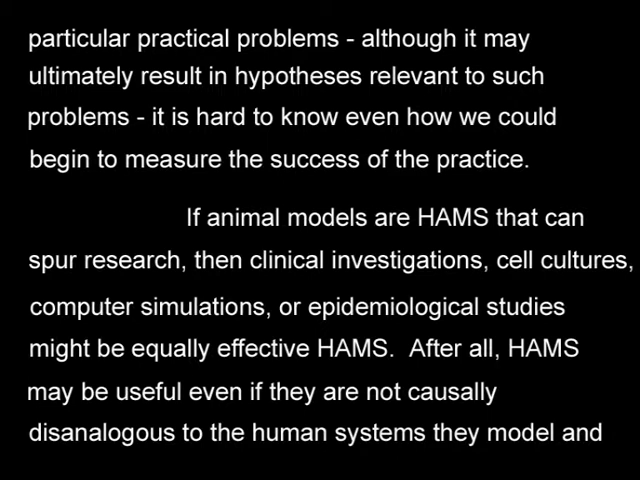 particular practical problems - although it may
ultimately result in hypotheses relevant to such
problems - it is hard to know even how we could
begin to measure the success of the practice.
If animal models are HAMS that can
spur research, then clinical investigations, cell cultures,
computer simulations, or epidemiological studies
might be equally effective HAMS.  After all, HAMS
may be useful even if they are not causally
disanalogous to the human systems they model and